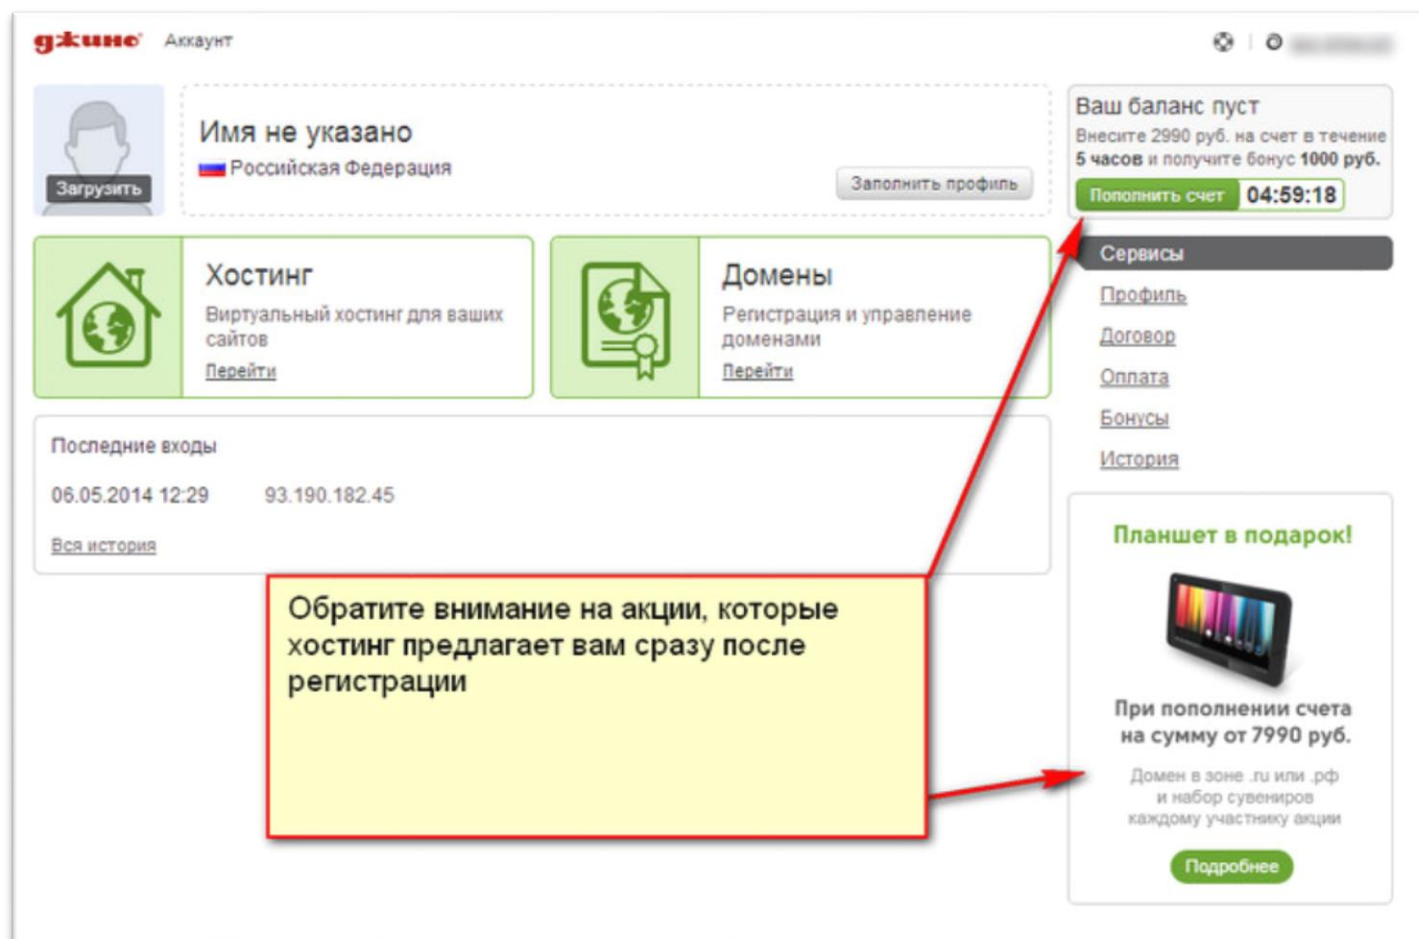 джино Аккаунт
Загрузить
Имя не указано
Российская Федерация
Заполнить профиль
Ваш баланс пуст
Внесите 2990 руб. на счет в течение
5 часов и получите бонус 1000 руб.
Пополнить счет 04:59:18
Хостинг
Виртуальный хостинг для ваших
сайтов
Перейти
Домены
Регистрация и управление
доменами
Перейти
Сервисы
Профиль
Договор
Оплата
Бонусы
История
Последние входы
06.05.2014 12:29 93.190.182.45
Вся история
Обратите внимание на акции, которые
хостинг предлагает вам сразу после
регистрации
Планшет в подарок!
При пополнении счета
на сумму от 7990 руб.
Домен в зоне .ru или .рф
и набор сувениров
каждому участнику акции
Подробнее